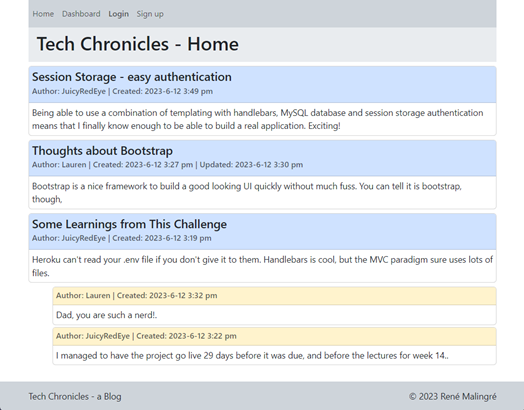 Home Dashboard Login Sign up
Tech Chronicles - Home
Session Storage - easy authentication
Author: JuicyRedEye | Created: 2023-6-12 3:49 pm
Being able to use a combination of templating with handlebars, MySQL database and session storage authentication
means that I finally know enough to be able to build a real application. Exciting!
Thoughts about Bootstrap
Author: Lauren | Created: 2023-6-12 3:27 pm | Updated: 2023-6-12 3:30 pm
Bootstrap is a nice framework to build a good looking UI quickly without much fuss. You can tell it is bootstrap,
though,
Some Learnings from This Challenge
Author: JuicyRedEye | Created: 2023-6-12 3:19 pm
Heroku can't read your .env file if you don't give it to them. Handlebars is cool, but the MVC paradigm sure uses lots of
files.
Author: Lauren | Created: 2023-6-12 3:32 pm
Dad, you are such a nerd!.
Author: JuicyRedEye | Created: 2023-6-12 3:22 pm
I managed to have the project go live 29 days before it was due, and before the lectures for week 14..
Tech Chronicles - a Blog
© 2023 René Malingré